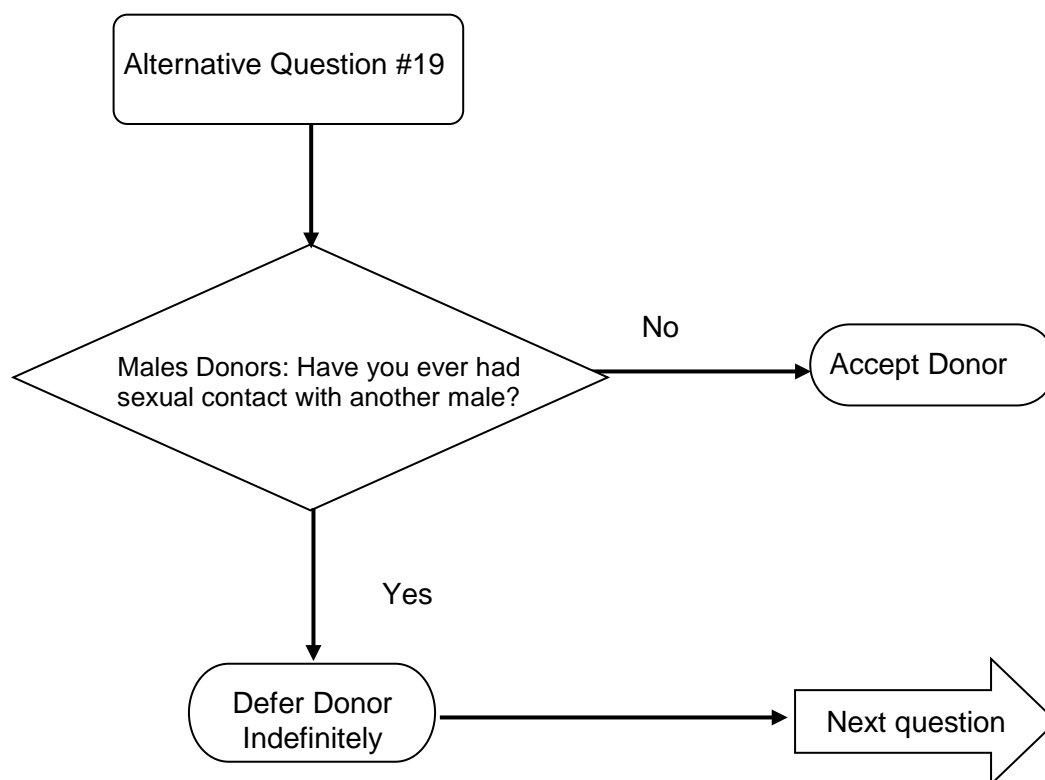 Alternative Question #19
No
Males Donors: Have you ever had
sexual contact with another male?
Accept Donor
Yes
Defer Donor
Indefinitely
Next question